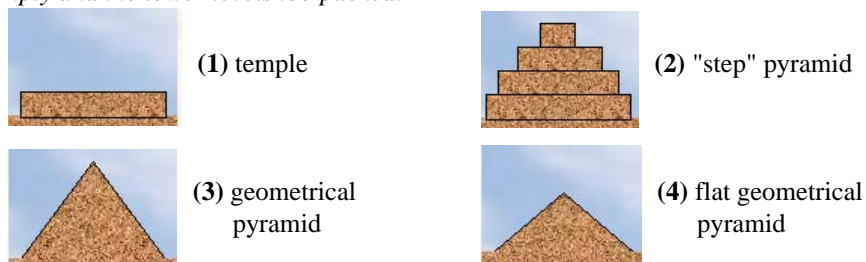 (1) temple
(2) "step" pyramid
(3) geometrical
pyramid
(4) flat geometrical
pyramid